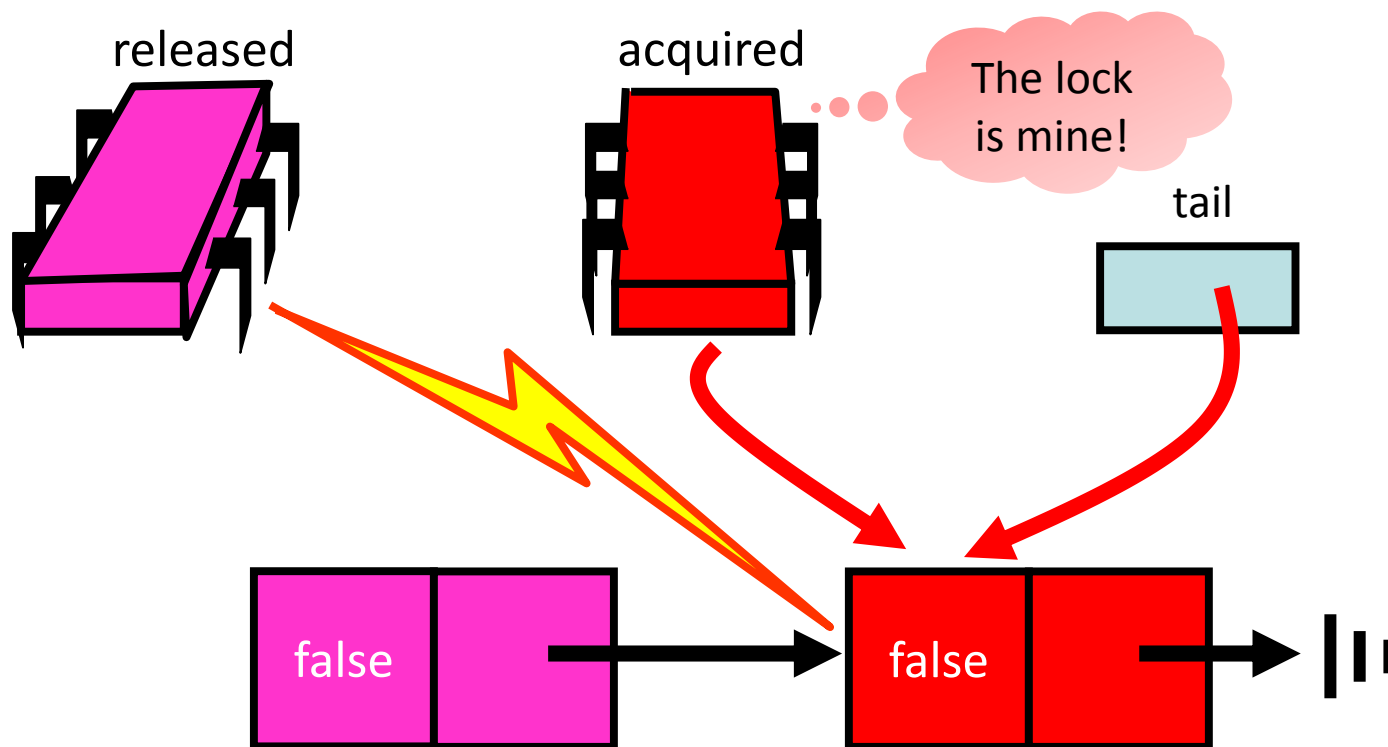 released
acquired
The lock
is mine!
tail
false
false